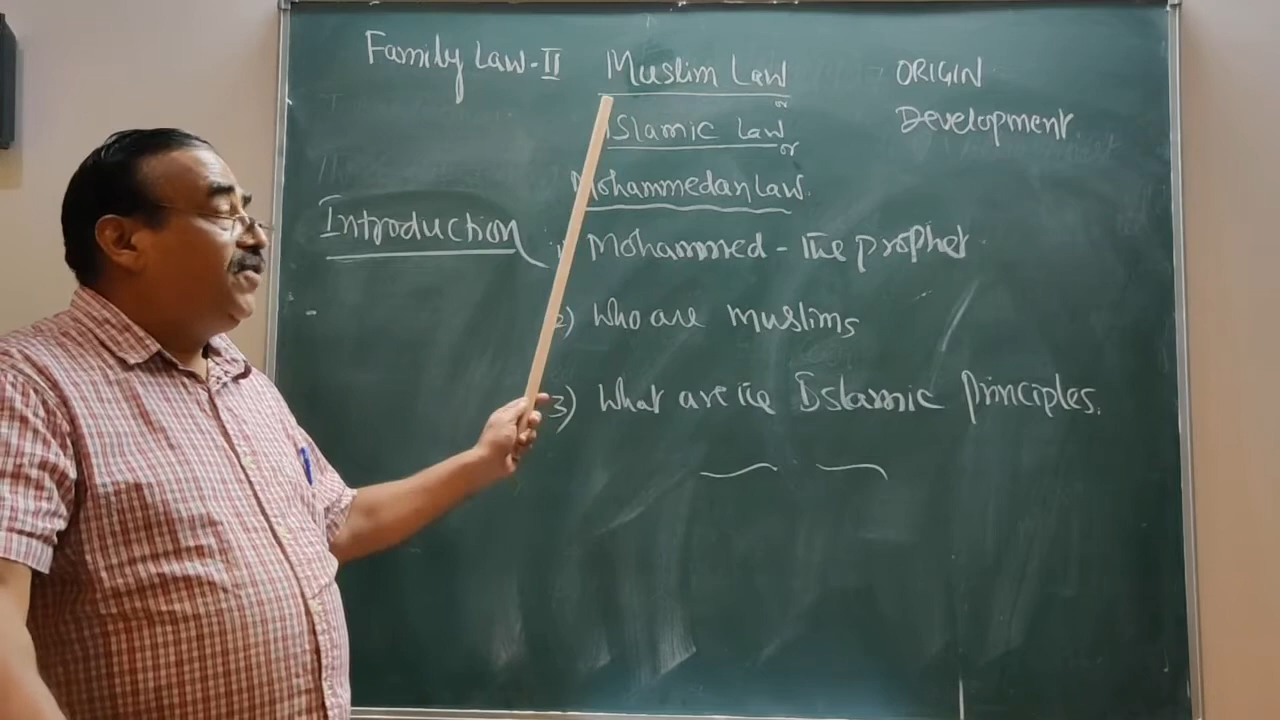 Family Law-II
Muslim Law
or
Islamic Law
or
Mohammedan Law.
ORIGIN
Development
Introduction
1) Mohammed - The prophet
2) Who are muslims
3) What are the Islamic principles.